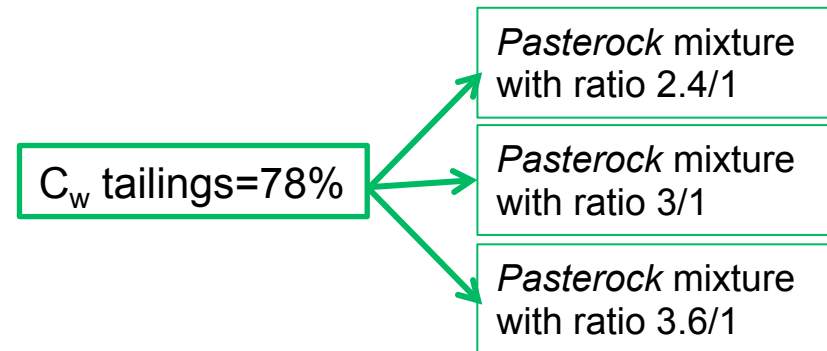 Pasterock mixture
with ratio 2.4/1
C_w tailings=78%
Pasterock mixture
with ratio 3/1
Pasterock mixture
with ratio 3.6/1